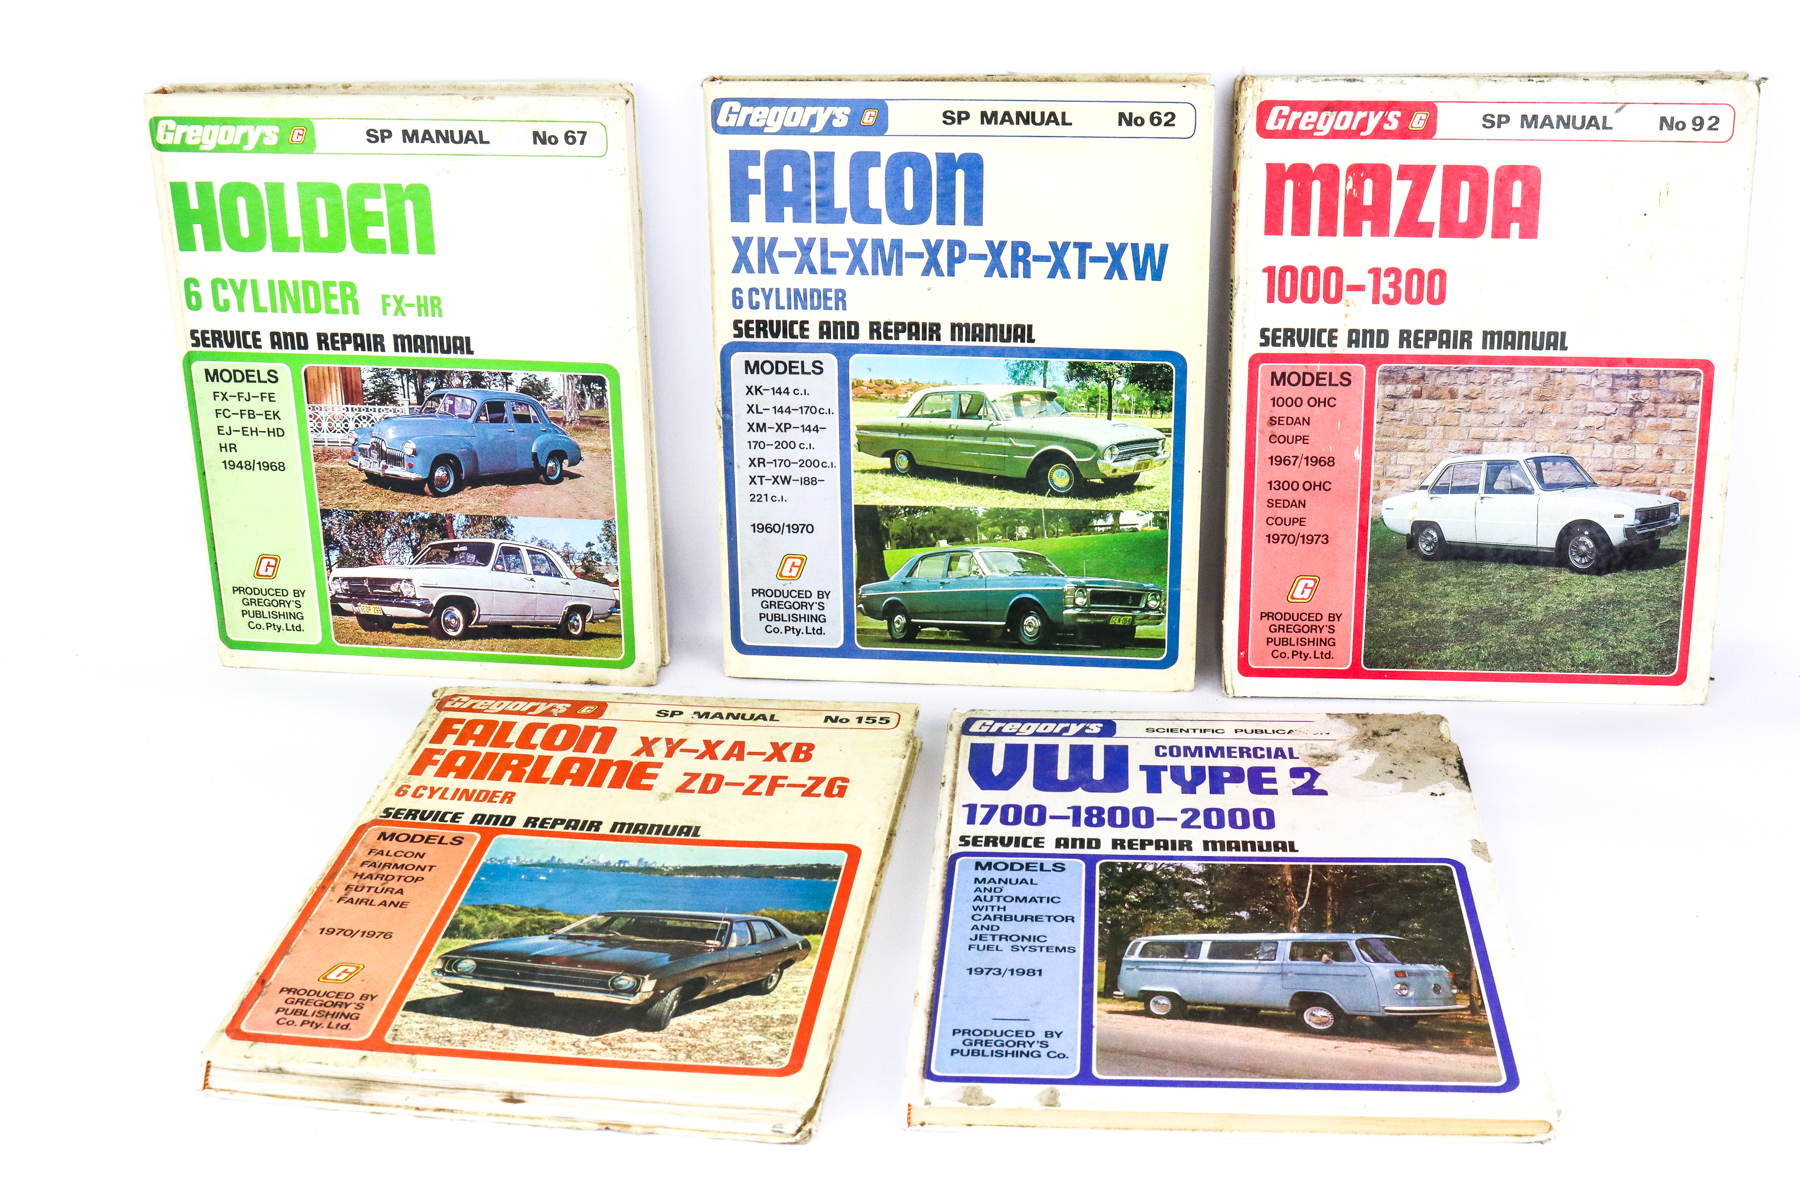 Gregory's G SP MANUAL No 67
HOLDEN
6 CYLINDER FX-HR
SERVICE AND REPAIR MANUAL
MODELS
FX-FJ-FE
FC-FB-EK
EJ-EH-HD
HR
1948/1968
G
PRODUCED BY
GREGORY'S
PUBLISHING
Co. Pty. Ltd.
Gregory's G SP MANUAL No 62
FALCON
XK-XL-XM-XP-XR-XT-XW
6 CYLINDER
SERVICE AND REPAIR MANUAL
MODELS
XK-144 C.I.
XL-144-170 C.I.
XM-XP-144-
170-200 C.I.
XR-170-200 C.I.
XT-XW-188-
221 C.I.
1960/1970
G
PRODUCED BY
GREGORY'S
PUBLISHING
Co. Pty. Ltd.
Gregory's G SP MANUAL No 92
MAZDA
1000-1300
SERVICE AND REPAIR MANUAL
MODELS
1000 OHC
SEDAN
COUPE
1967/1968
1300 OHC
SEDAN
COUPE
1970/1973
G
PRODUCED BY
GREGORY'S
PUBLISHING
Co. Pty. Ltd.
Gregory's G SP MANUAL No 155
FALCON XY-XA-XB
FAIRLANE ZD-ZF-ZG
6 CYLINDER
SERVICE AND REPAIR MANUAL
MODELS
FALCON
FAIRMONT
HARDTOP
FUTURA
FAIRLANE
1970/1976
G
PRODUCED BY
GREGORY'S
PUBLISHING
Co. Pty. Ltd.
Gregory's SCIENTIFIC PUBLICATION
VW COMMERCIAL
TYPE 2
1700-1800-2000
SERVICE AND REPAIR MANUAL
MODELS
MANUAL
AND
AUTOMATIC
WITH
CARBURETOR
AND
JETRONIC
FUEL SYSTEMS
1973/1981
PRODUCED BY
GREGORY'S
PUBLISHING Co.